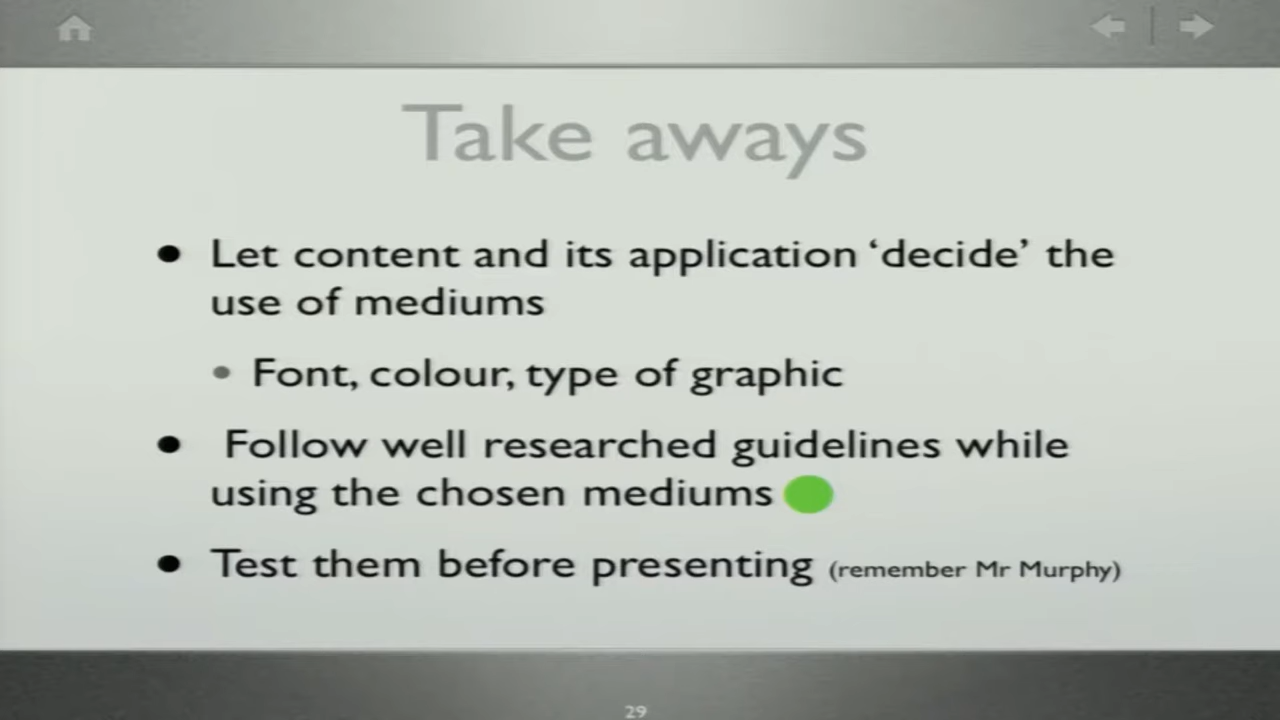 Take aways
Let content and its application ‘decide’ the
use of mediums
Font, colour, type of graphic
Follow well researched guidelines while
using the chosen mediums
Test them before presenting (remember Mr Murphy)
29